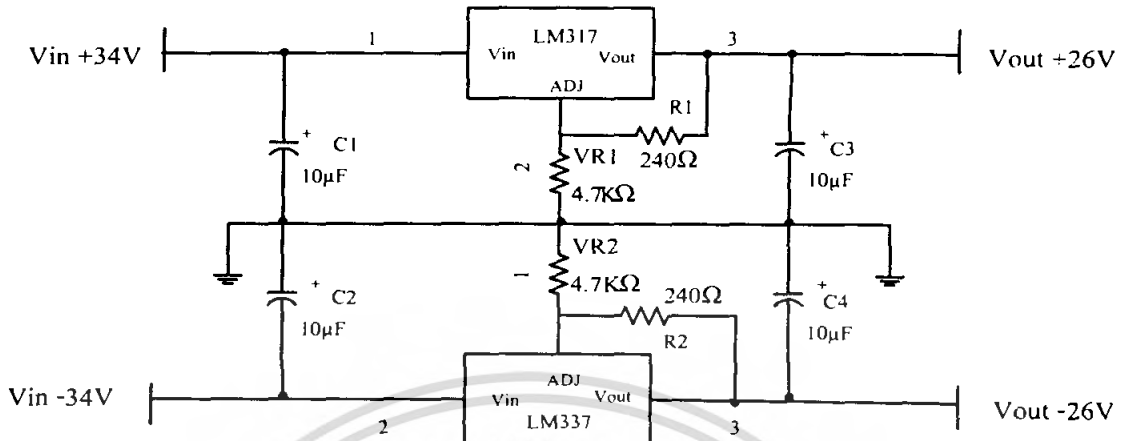 1
LM317
3
Vin +34V
Vin
Vout
Vout +26V
ADJ
R1
+
C1
10µF
2
VR1
4.7KΩ
240Ω
+
C3
10µF
VR2
4.7KΩ
1
+
C2
10µF
240Ω
R2
+
C4
10µF
Vin -34V
ADJ
Vin
Vout
LM337
2
3
Vout -26V